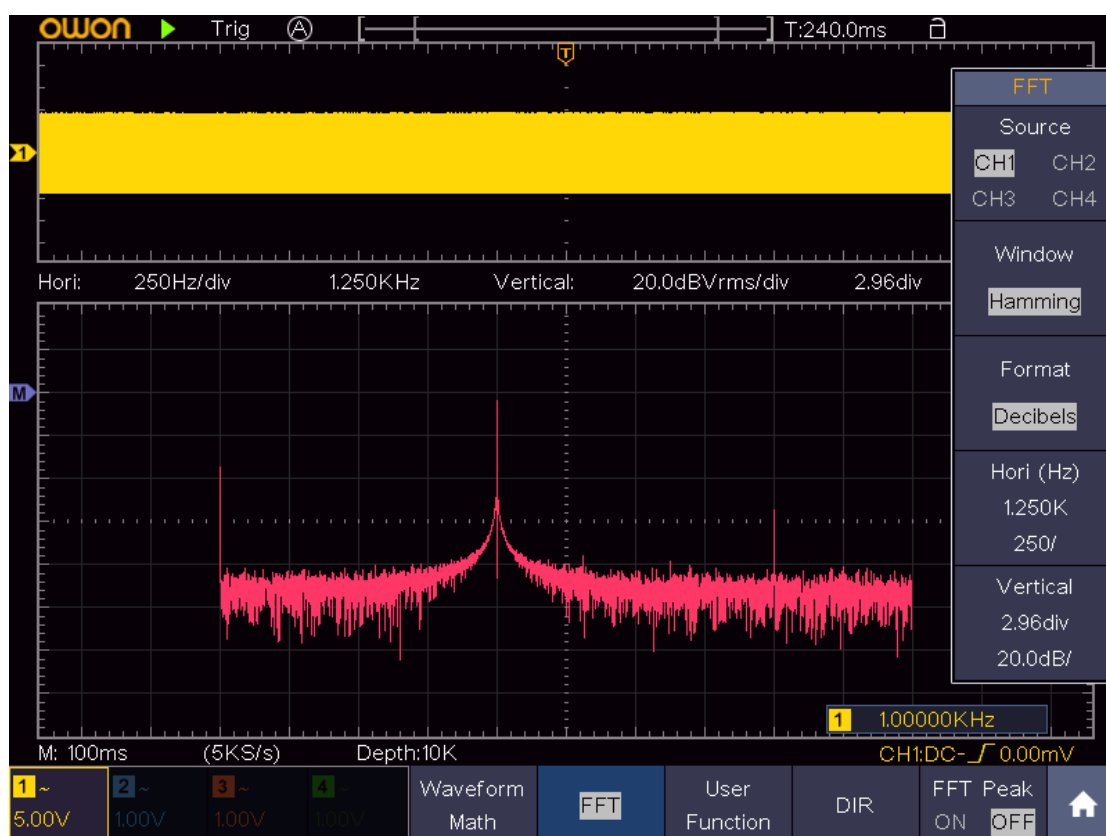 OWON Trig A T:240.0ms
T
1
FFT
Source
CH1 CH2
CH3 CH4
Window
Hamming
Format
Decibels
Hori (Hz)
1.250K
250/
Vertical
2.96div
20.0dB/
Hori: 250Hz/div 1.250KHz Vertical: 20.0dBVrms/div 2.96div
M
1 1.00000KHz
M: 100ms (5KS/s) Depth:10K CH1:DC- 0.00mV
1 ~ 2 ~ 3 ~ 4 ~
5.00V 1.00V 1.00V 1.00V
Waveform
Math
FFT
User
Function
DIR
FFT Peak
ON OFF